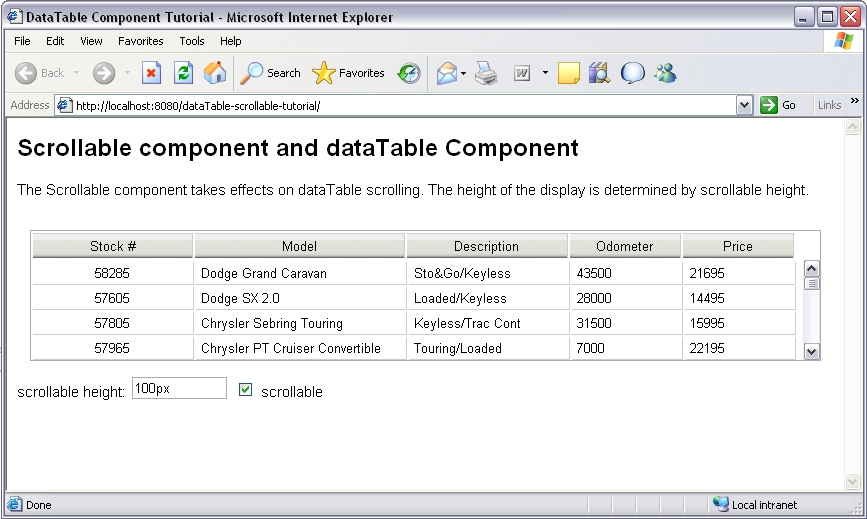 DataTable Component Tutorial - Microsoft Internet Explorer
File Edit View Favorites Tools Help
Back Search Favorites W
Address http://localhost:8080/dataTable-scrollable-tutorial/ Go Links »
Scrollable component and dataTable Component
The Scrollable component takes effects on dataTable scrolling. The height of the display is determined by scrollable height.
Stock # Model Description Odometer Price
58285 Dodge Grand Caravan Sto&Go/Keyless 43500 21695
57605 Dodge SX 2.0 Loaded/Keyless 28000 14495
57805 Chrysler Sebring Touring Keyless/Trac Cont 31500 15995
57965 Chrysler PT Cruiser Convertible Touring/Loaded 7000 22195
scrollable height: 100px scrollable
Done Local intranet